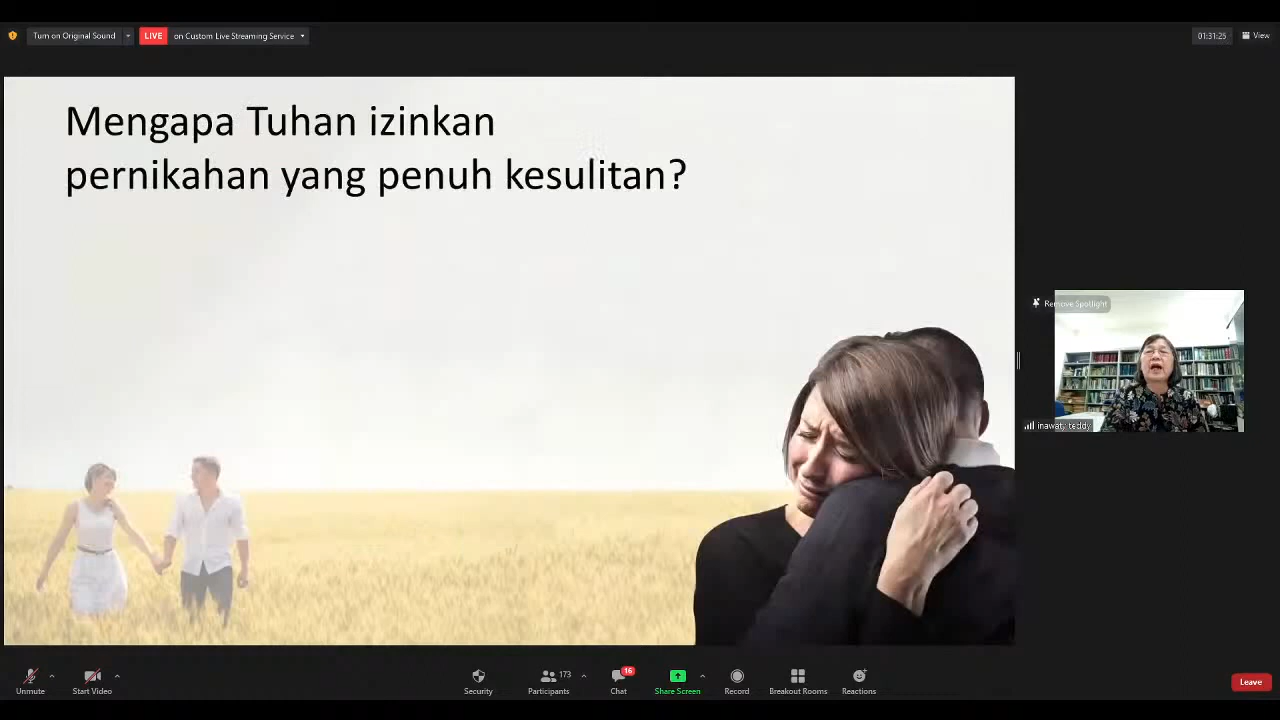 Turn on Original Sound
LIVE
on Custom Live Streaming Service
01:31:25
View
Mengapa Tuhan izinkan
pernikahan yang penuh kesulitan?
Remove Spotlight
inawaty teddy
Unmute
Start Video
Security
Participants
173
Chat
16
Share Screen
Record
Breakout Rooms
Reactions
Leave